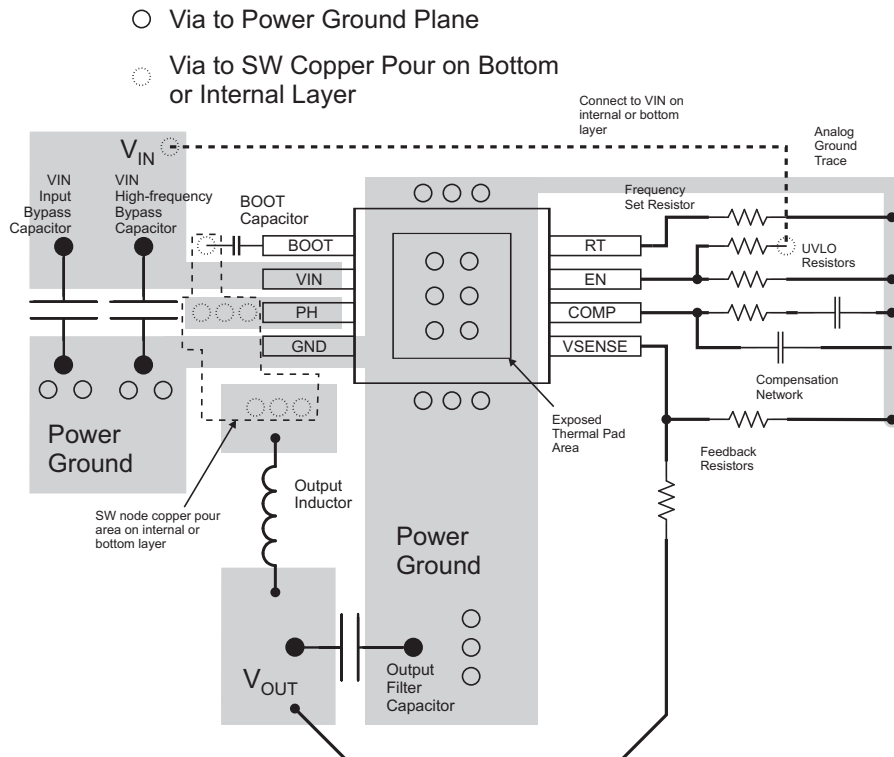 Via to Power Ground Plane
Via to SW Copper Pour on Bottom
or Internal Layer
Connect to VIN on
internal or bottom
layer
Analog
Ground
Trace
VIN
VIN
Input
Bypass
Capacitor
VIN
High-frequency
Bypass
Capacitor
BOOT
Capacitor
Frequency
Set Resistor
UVLO
Resistors
BOOT
VIN
PH
GND
RT
EN
COMP
VSENSE
Compensation
Network
Exposed
Thermal Pad
Area
Feedback
Resistors
Power
Ground
SW node copper pour
area on internal or
bottom layer
Output
Inductor
Power
Ground
VOUT
Output
Filter
Capacitor